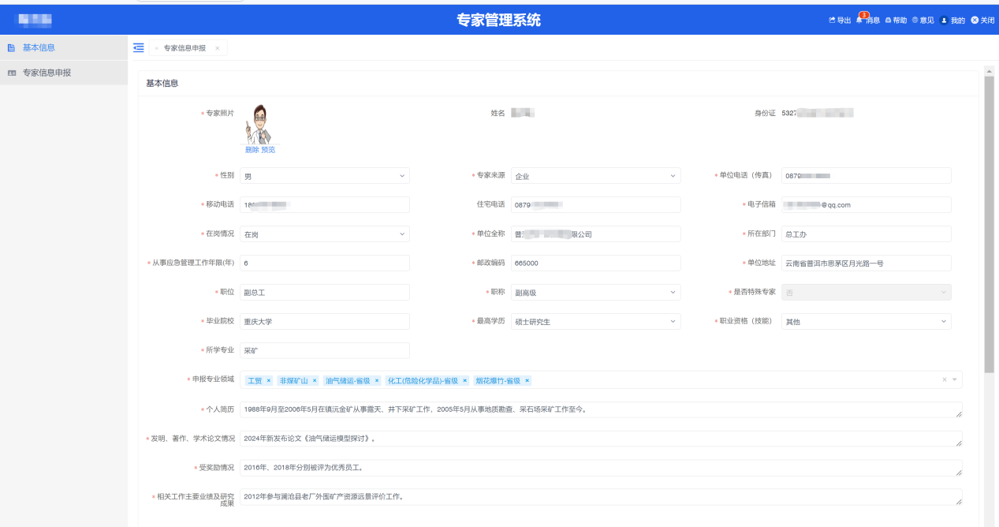 专家管理系统
导出 3 消息 帮助 意见 我的 关闭
基本信息
专家信息申报
专家信息申报 ×
基本信息
* 专家照片
删除 预览
姓名
身份证 5327
* 性别 男
* 专家来源 企业
* 单位电话（传真） 0879
* 移动电话
住宅电话 0879
* 电子信箱 @qq.com
* 在岗情况 在岗
* 单位全称 普 限公司
* 所在部门 总工办
* 从事应急管理工作年限(年) 6
* 邮政编码 665000
* 单位地址 云南省普洱市思茅区月光路一号
* 职位 副总工
* 职称 副高级
* 是否特殊专家 否
* 毕业院校 重庆大学
* 最高学历 硕士研究生
* 职业资格（技能） 其他
* 所学专业 采矿
* 申报专业领域 工贸 × 非煤矿山 × 油气储运-省级 × 化工(危险化学品)-省级 × 烟花爆竹-省级 × ×
* 个人简历 1988年9月至2006年5月在镇沅金矿从事露天、井下采矿工作，2005年5月从事地质勘查、采石场采矿工作至今。
* 发明、著作、学术论文情况 2024年新发布论文《油气储运模型探讨》。
* 受奖励情况 2016年、2018年分别被评为优秀员工。
* 相关工作主要业绩及研究
成果 2012年参与澜沧县老厂外围矿产资源远景评价工作。